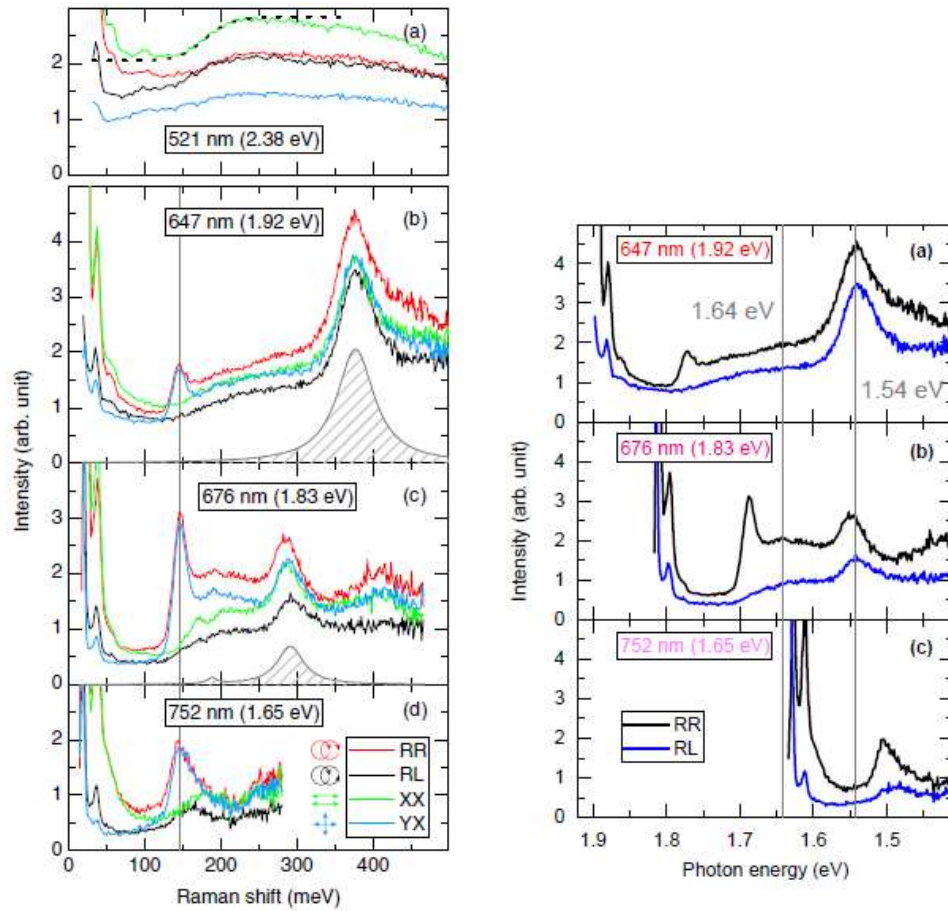 (a)
2
1
0
521 nm (2.38 eV)
(b)
647 nm (1.92 eV)
4
3
2
1
0
(c)
676 nm (1.83 eV)
3
2
1
0
(d)
752 nm (1.65 eV)
2
1
0
RR
RL
XX
YX
0 100 200 300 400
Raman shift (meV)
Intensity (arb. unit)
(a)
647 nm (1.92 eV)
1.64 eV
1.54 eV
4
3
2
1
0
(b)
676 nm (1.83 eV)
4
3
2
1
0
(c)
752 nm (1.65 eV)
4
3
2
1
0
RR
RL
1.9 1.8 1.7 1.6 1.5
Photon energy (eV)
Intensity (arb. unit)